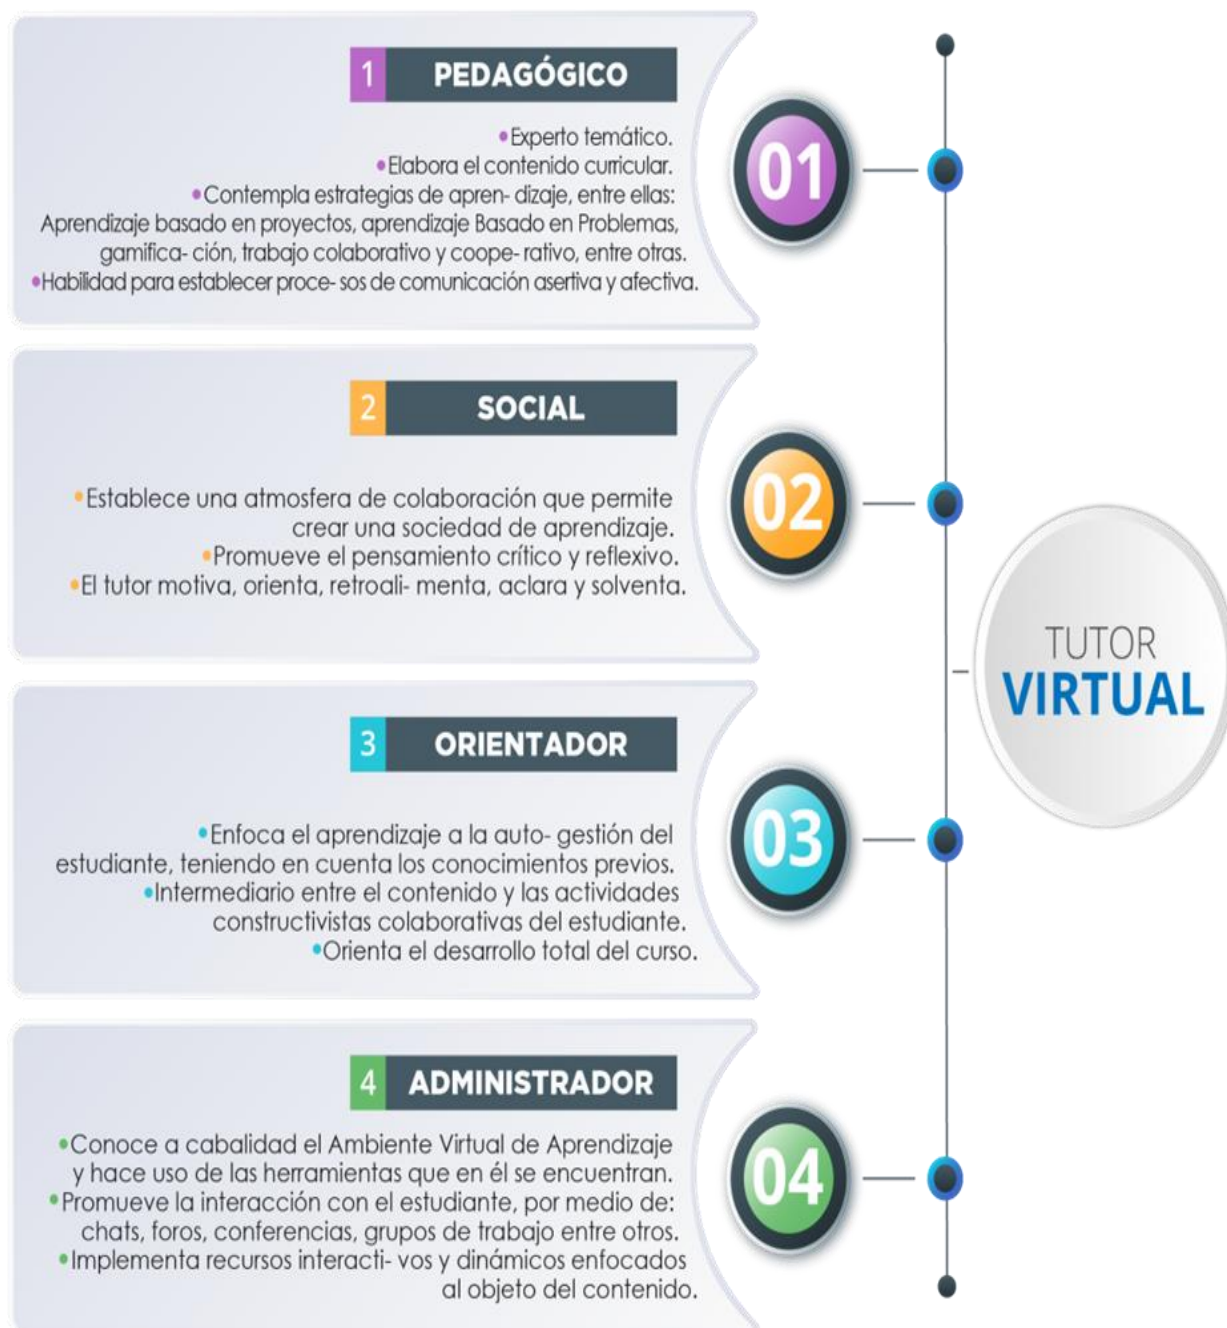 1 PEDAGÓGICO
•Experto temático.
•Elabora el contenido curricular.
•Contempla estrategias de apren- dizaje, entre ellas:
Aprendizaje basado en proyectos, aprendizaje Basado en Problemas,
gamifica- ción, trabajo colaborativo y coope- rativo, entre otras.
•Habilidad para establecer proce- sos de comunicación asertiva y afectiva.
01
2 SOCIAL
•Establece una atmosfera de colaboración que permite
crear una sociedad de aprendizaje.
•Promueve el pensamiento crítico y reflexivo.
•El tutor motiva, orienta, retroali- menta, aclara y solventa.
02
3 ORIENTADOR
•Enfoca el aprendizaje a la auto- gestión del
estudiante, teniendo en cuenta los conocimientos previos.
•Intermediario entre el contenido y las actividades
constructivistas colaborativas del estudiante.
•Orienta el desarrollo total del curso.
03
4 ADMINISTRADOR
•Conoce a cabalidad el Ambiente Virtual de Aprendizaje
y hace uso de las herramientas que en él se encuentran.
•Promueve la interacción con el estudiante, por medio de:
chats, foros, conferencias, grupos de trabajo entre otros.
•Implementa recursos interacti- vos y dinámicos enfocados
al objeto del contenido.
04
TUTOR
VIRTUAL